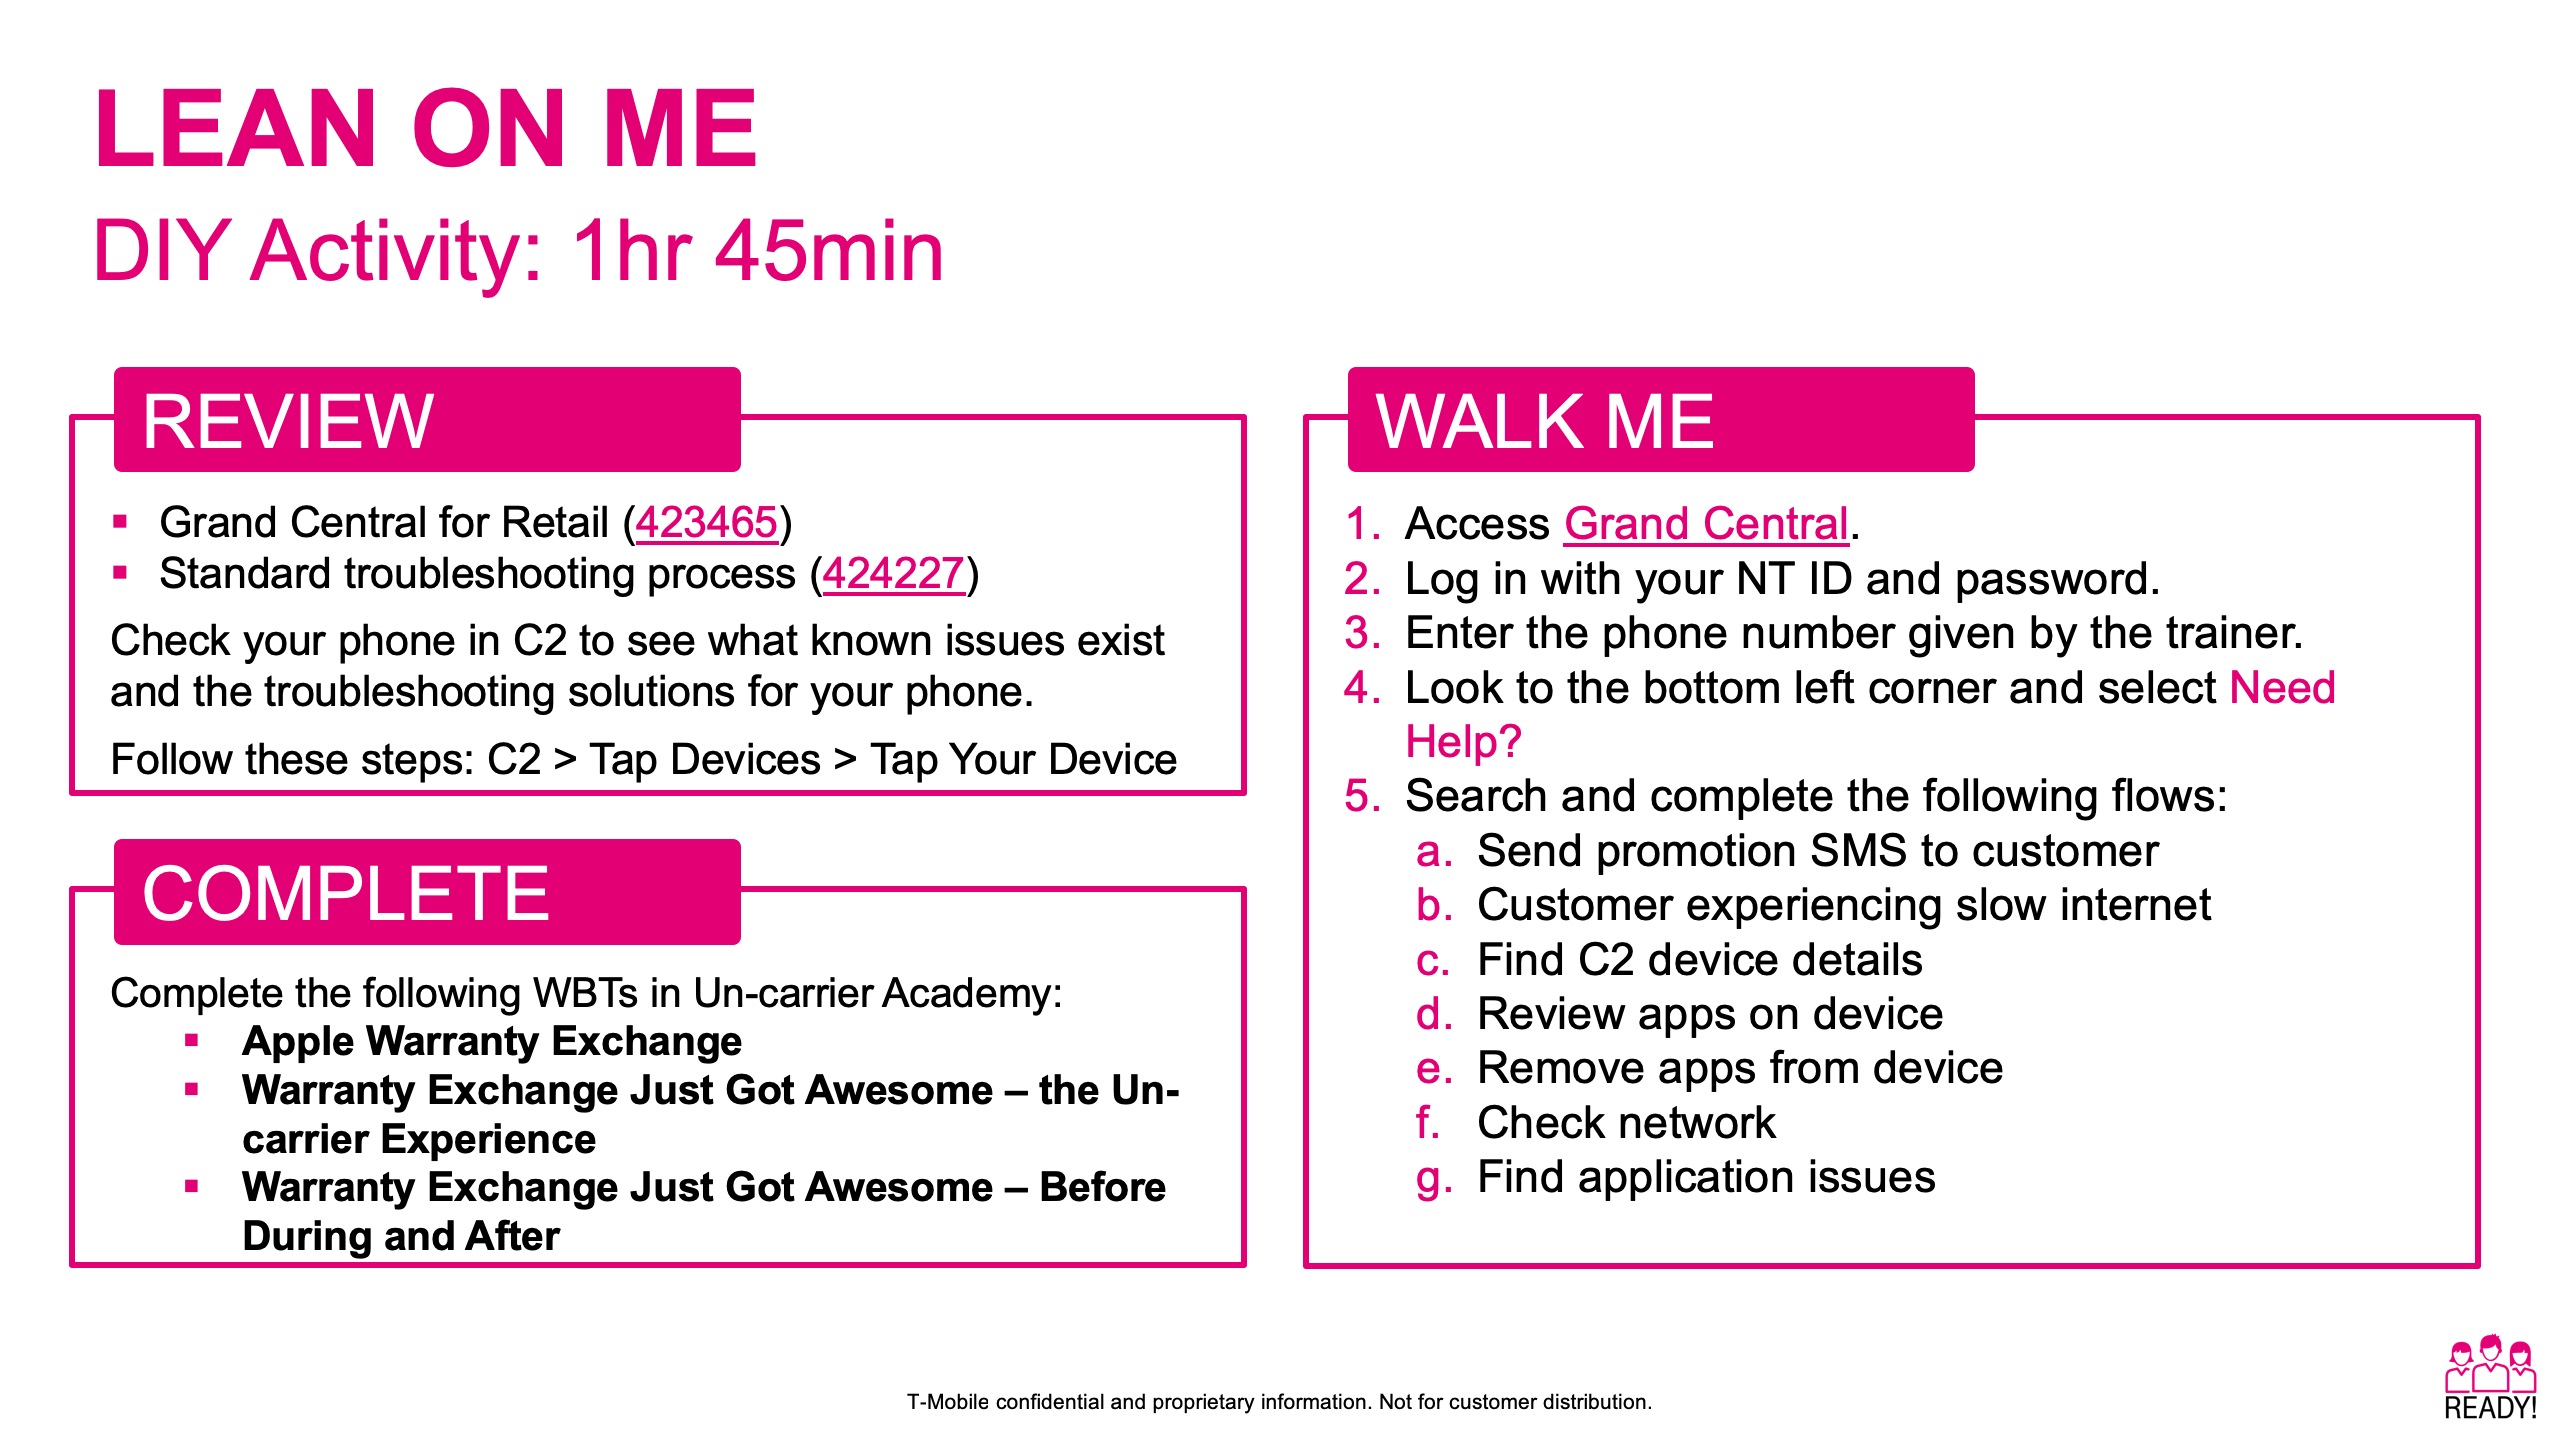 LEAN ON ME
DIY Activity: 1hr 45min
REVIEW
▪ Grand Central for Retail (423465)
▪ Standard troubleshooting process (424227)
Check your phone in C2 to see what known issues exist
and the troubleshooting solutions for your phone.
Follow these steps: C2 > Tap Devices > Tap Your Device
COMPLETE
Complete the following WBTs in Un-carrier Academy:
▪ Apple Warranty Exchange
▪ Warranty Exchange Just Got Awesome – the Un-
carrier Experience
▪ Warranty Exchange Just Got Awesome – Before
During and After
WALK ME
1. Access Grand Central.
2. Log in with your NT ID and password.
3. Enter the phone number given by the trainer.
4. Look to the bottom left corner and select Need
Help?
5. Search and complete the following flows:
a. Send promotion SMS to customer
b. Customer experiencing slow internet
c. Find C2 device details
d. Review apps on device
e. Remove apps from device
f. Check network
g. Find application issues
T-Mobile confidential and proprietary information. Not for customer distribution.
READY!